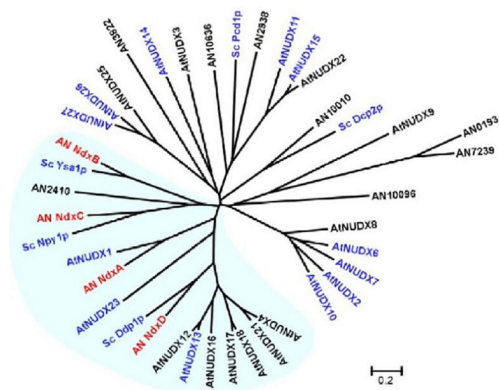 AN3822
AtNUDX14
AtNUDX3
AN10636
Sc Pcd1p
AN2938
AtNUDX11
AtNUDX15
AtNUDX22
AN10010
Sc Dcp2p
AtNUDX9
AN0193
AN7239
AN10096
AtNUDX8
AtNUDX6
AtNUDX7
AtNUDX2
AtNUDX10
AtNUDX4
AtNUDX21
AtNUDX18
AtNUDX17
AtNUDX16
AtNUDX13
AtNUDX12
AN NdxD
Sc Ddp1p
AtNUDX23
AN NdxA
AtNUDX1
Sc Npy1p
AN NdxC
AN2410
Sc Ysa1p
AN NdxB
AtNUDX27
AtNUDX26
AtNUDX25
0.2